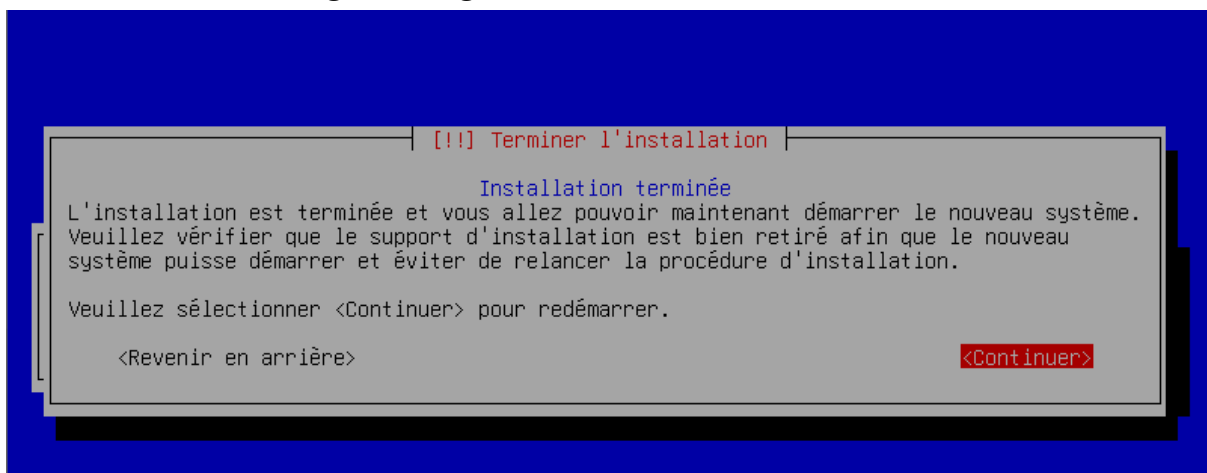 [!!] Terminer l'installation
Installation terminée
L'installation est terminée et vous allez pouvoir maintenant démarrer le nouveau système.
Veuillez vérifier que le support d'installation est bien retiré afin que le nouveau
système puisse démarrer et éviter de relancer la procédure d'installation.
Veuillez sélectionner <Continuer> pour redémarrer.
<Revenir en arrière> <Continuer>